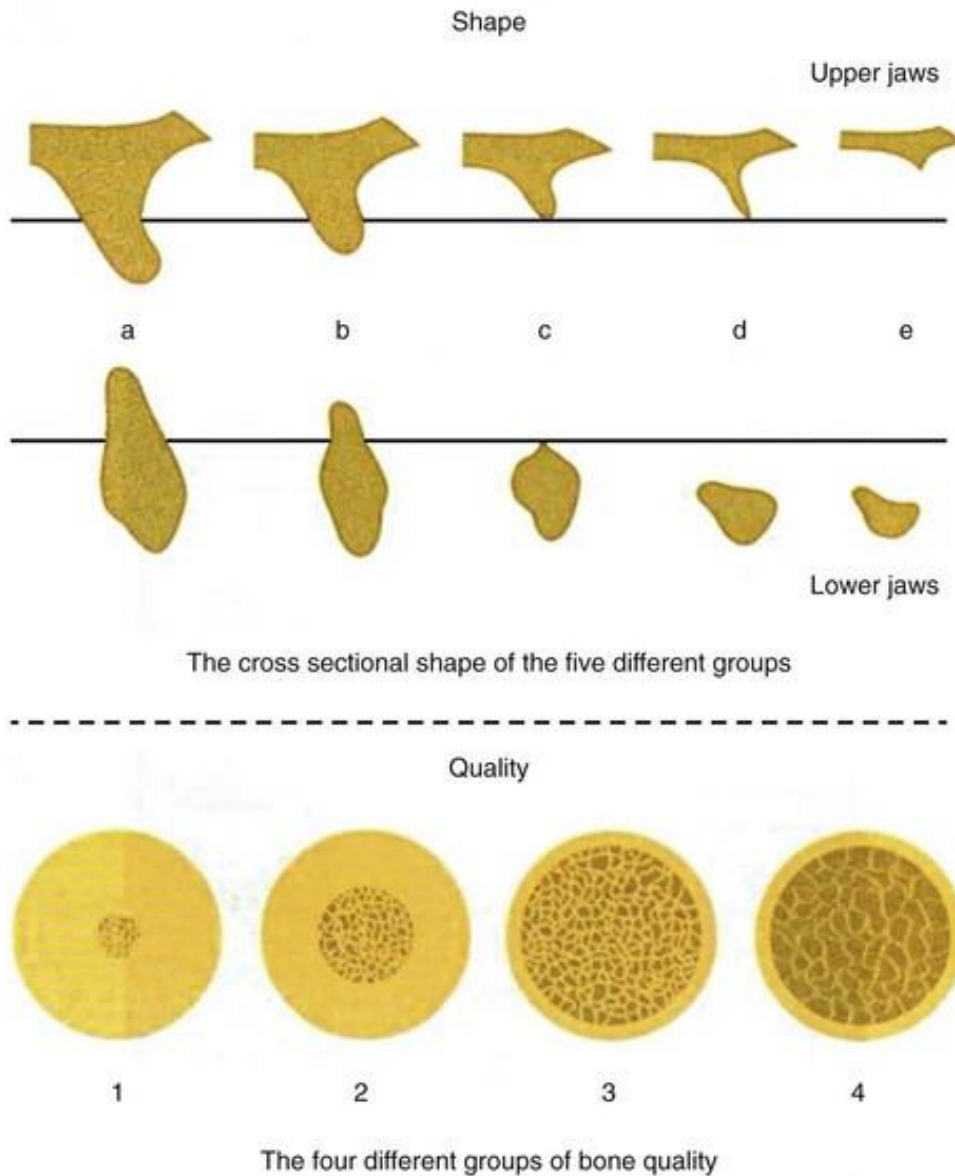 Shape
Upper jaws
a b c d e
Lower jaws
The cross sectional shape of the five different groups
Quality
1 2 3 4
The four different groups of bone quality